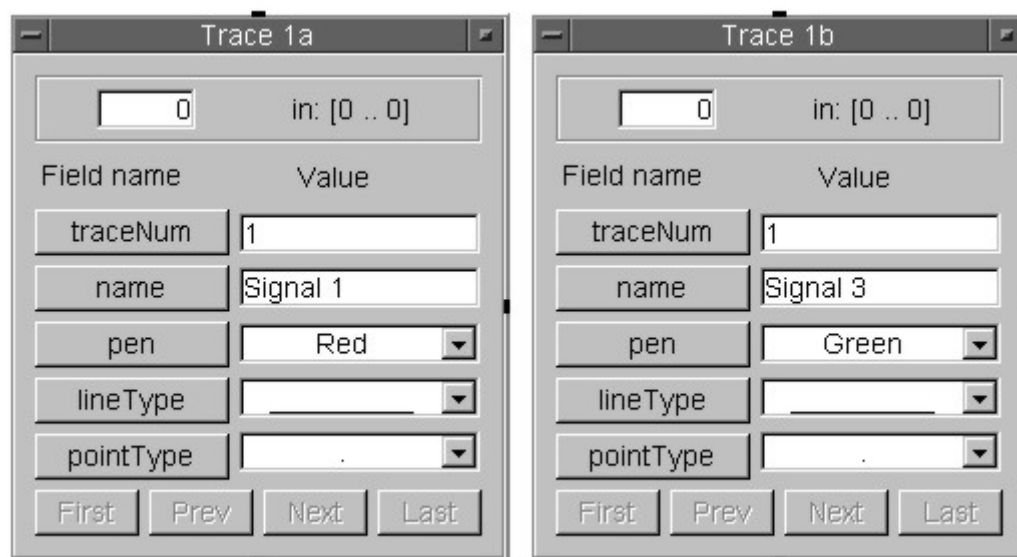 Trace 1a
0 in: [0 .. 0]
Field name Value
traceNum 1
name Signal 1
pen Red
lineType
pointType .
First Prev Next Last
Trace 1b
0 in: [0 .. 0]
Field name Value
traceNum 1
name Signal 3
pen Green
lineType
pointType .
First Prev Next Last